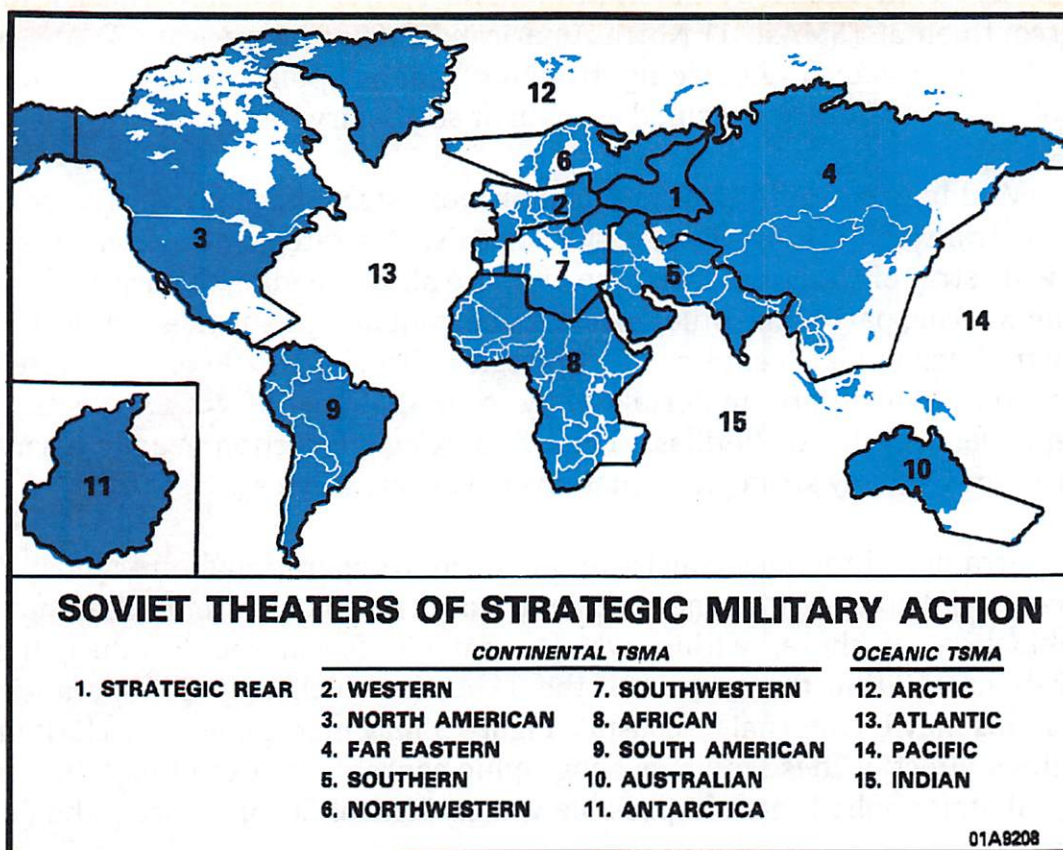 12
6
4
1
2
3
13
7
5
14
8
9
15
10
11
SOVIET THEATERS OF STRATEGIC MILITARY ACTION
CONTINENTAL TSMA
OCEANIC TSMA
1. STRATEGIC REAR
2. WESTERN
3. NORTH AMERICAN
4. FAR EASTERN
5. SOUTHERN
6. NORTHWESTERN
7. SOUTHWESTERN
8. AFRICAN
9. SOUTH AMERICAN
10. AUSTRALIAN
11. ANTARCTICA
12. ARCTIC
13. ATLANTIC
14. PACIFIC
15. INDIAN
01A9208